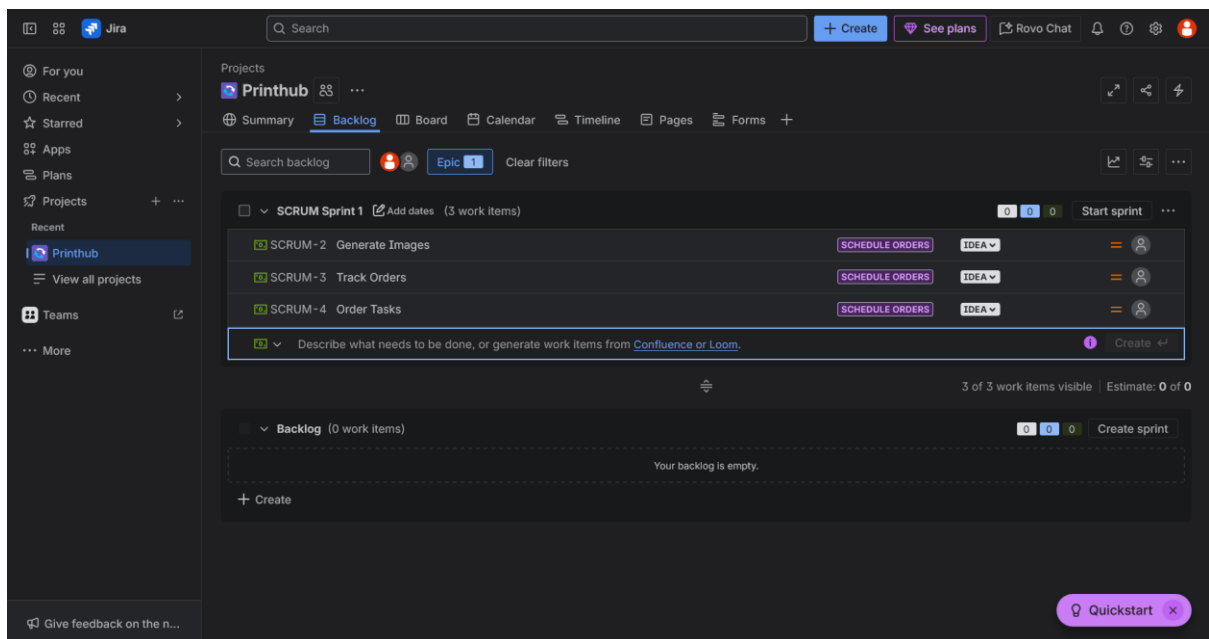 Jira
Search
+ Create
See plans
Rovo Chat
For you
Recent
Starred
Apps
Plans
Projects
Recent
Printhub
View all projects
Teams
More
Give feedback on the n...
Projects
Printhub
Summary
Backlog
Board
Calendar
Timeline
Pages
Forms
Search backlog
Epic 1
Clear filters
SCRUM Sprint 1 Add dates (3 work items) 0 0 0 Start sprint
SCRUM-2 Generate Images SCHEDULE ORDERS IDEA
SCRUM-3 Track Orders SCHEDULE ORDERS IDEA
SCRUM-4 Order Tasks SCHEDULE ORDERS IDEA
Describe what needs to be done, or generate work items from Confluence or Loom. Create
3 of 3 work items visible Estimate: 0 of 0
Backlog (0 work items) 0 0 0 Create sprint
Your backlog is empty.
+ Create
Quickstart